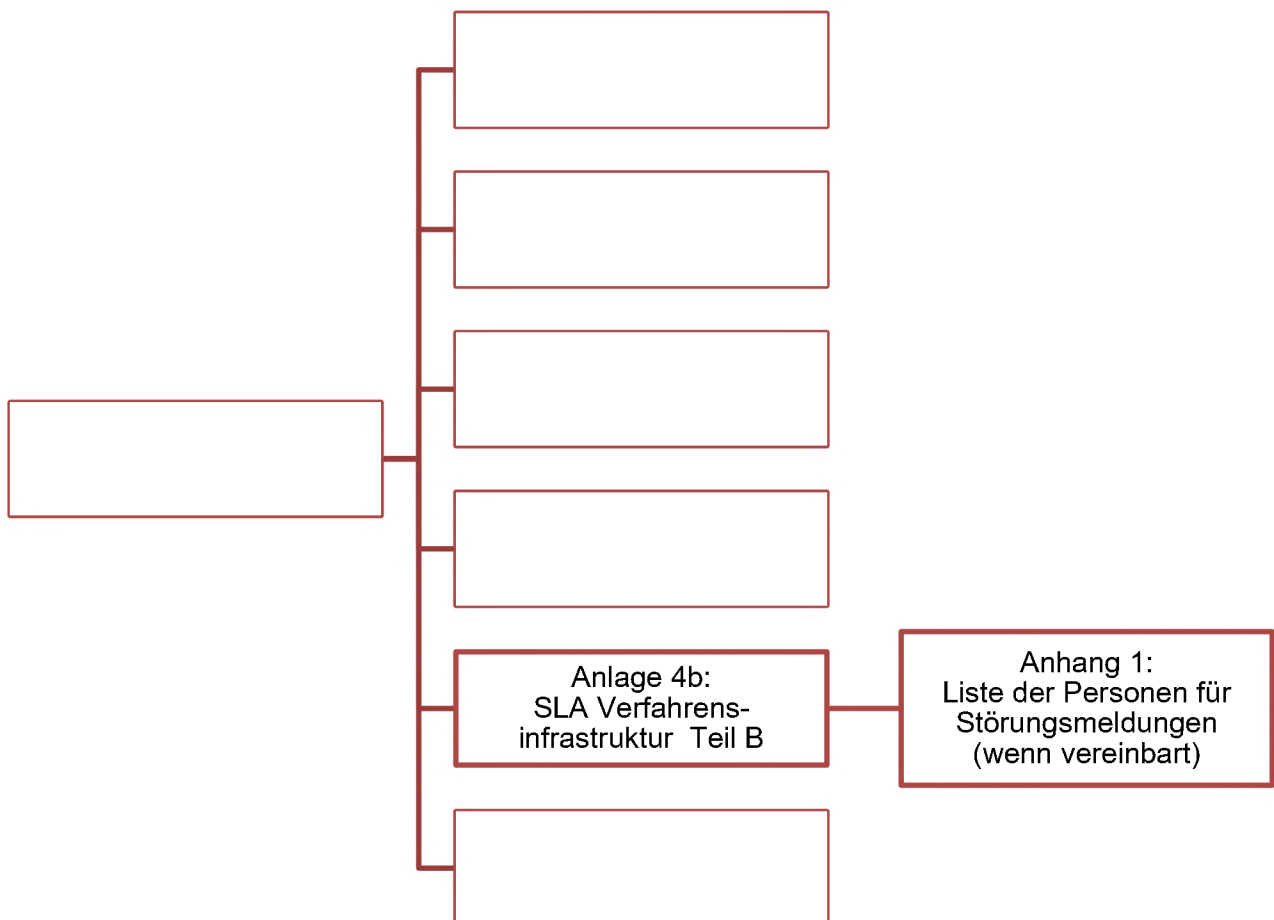 Anlage 4b:
SLA Verfahrens-
infrastruktur  Teil B
Anhang 1:
Liste der Personen für
Störungsmeldungen
(wenn vereinbart)